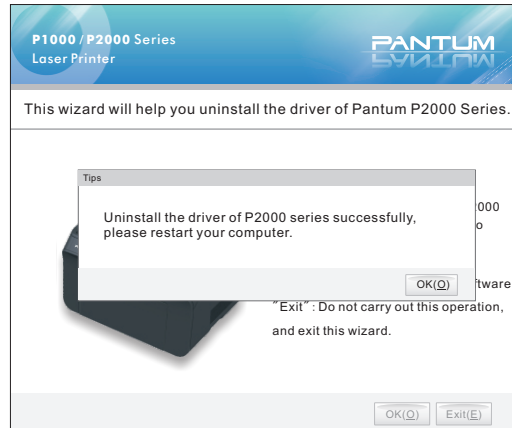 P1000 / P2000 Series
Laser Printer
PANTUM
This wizard will help you uninstall the driver of Pantum P2000 Series.
Tips
Uninstall the driver of P2000 series successfully,
please restart your computer.
OK(O)
"Exit" : Do not carry out this operation,
and exit this wizard.
OK(O) Exit(E)